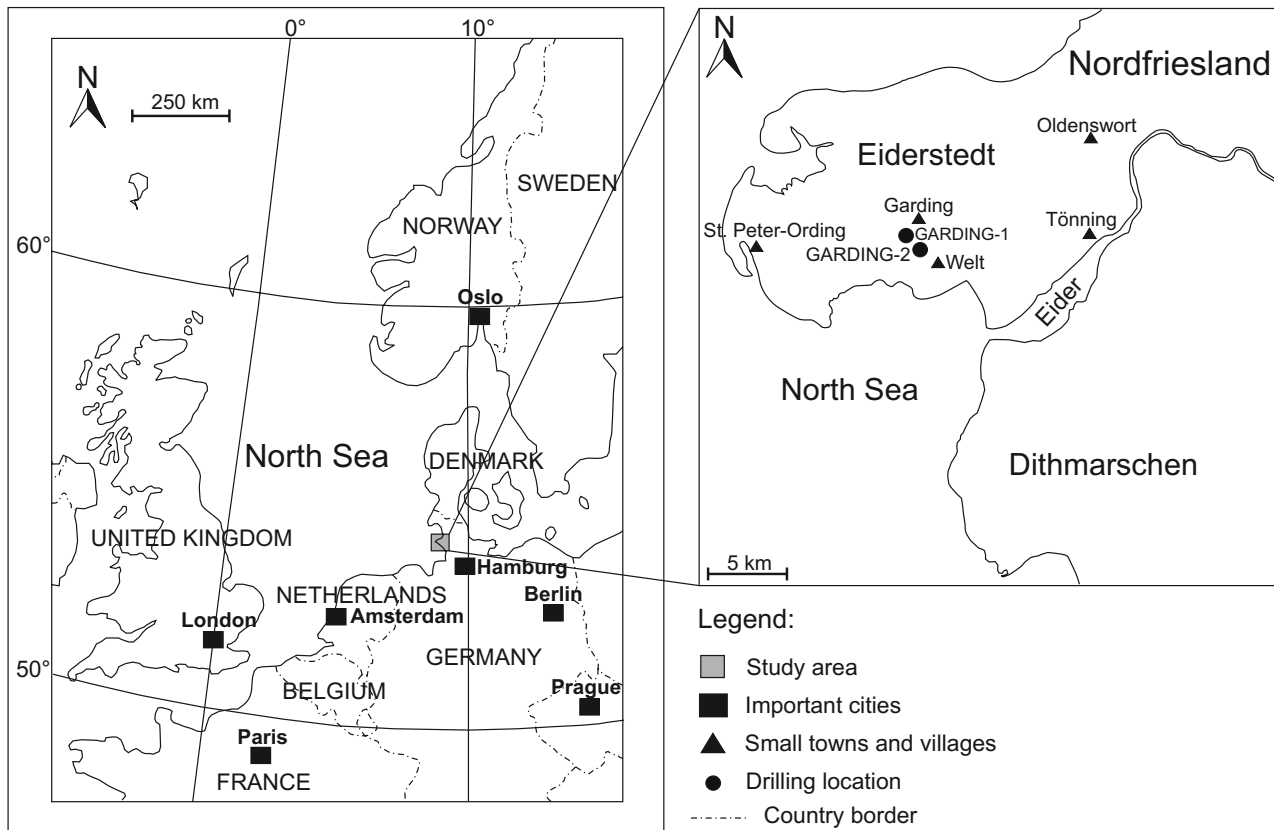 0°
10°
N
250 km
SWEDEN
NORWAY
60°
Oslo
North Sea
DENMARK
UNITED KINGDOM
Hamburg
NETHERLANDS
Berlin
Amsterdam
London
GERMANY
50°
BELGIUM
Prague
Paris
FRANCE
N
Nordfriesland
Oldenswort
Eiderstedt
Garding
St. Peter-Ording
GARDING-1
Tönning
GARDING-2
Welt
Eider
North Sea
Dithmarschen
5 km
Legend:
Study area
Important cities
Small towns and villages
Drilling location
Country border